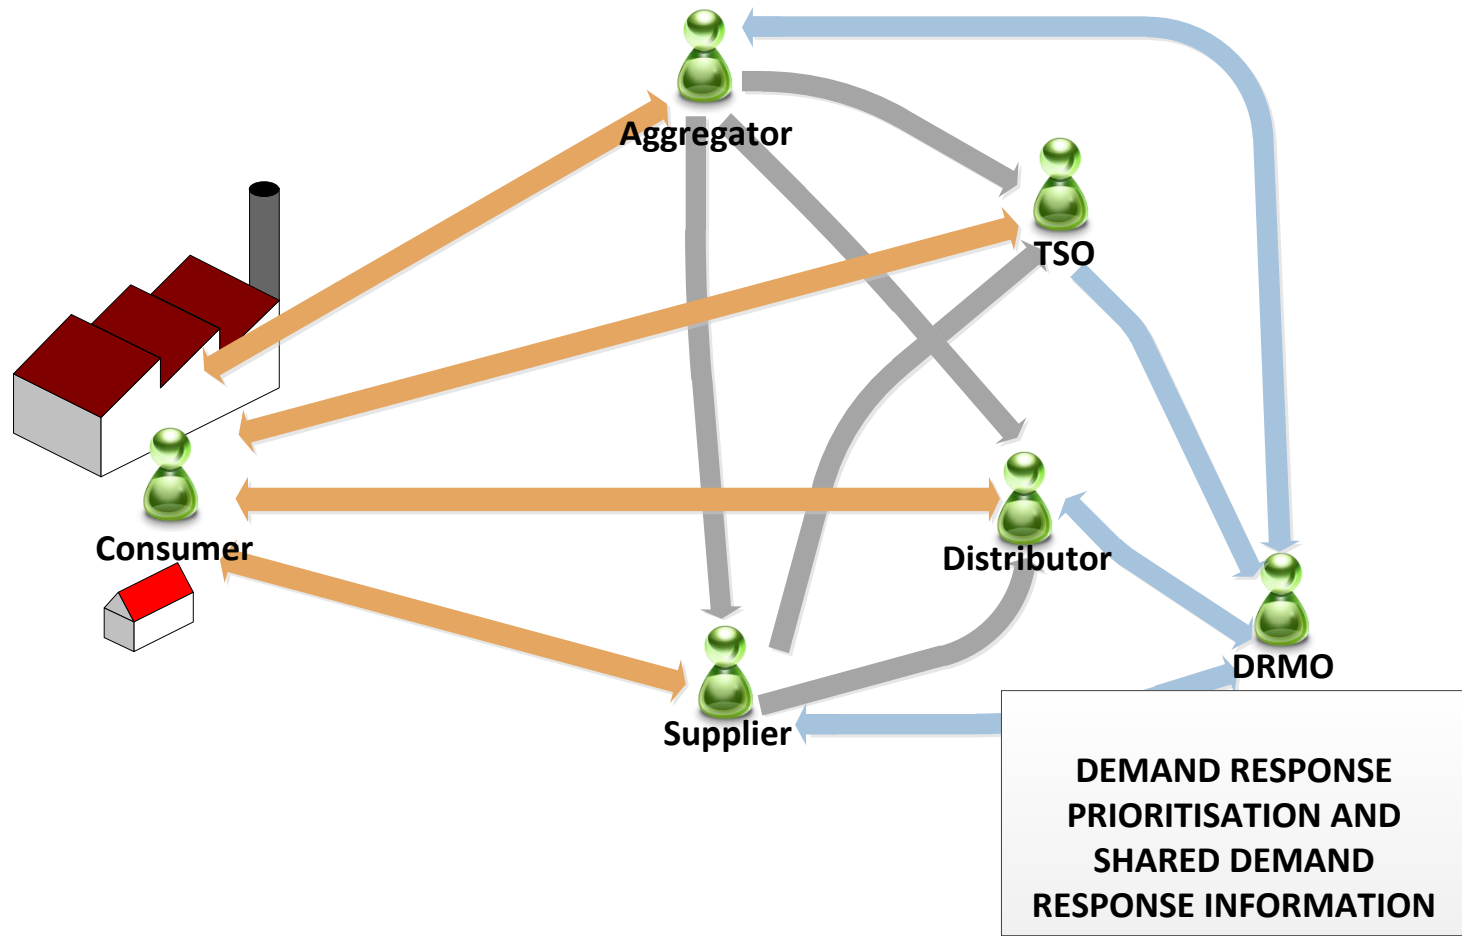 Aggregator
TSO
Consumer
Distributor
DRMO
Supplier
DEMAND RESPONSE
PRIORITISATION AND
SHARED DEMAND
RESPONSE INFORMATION